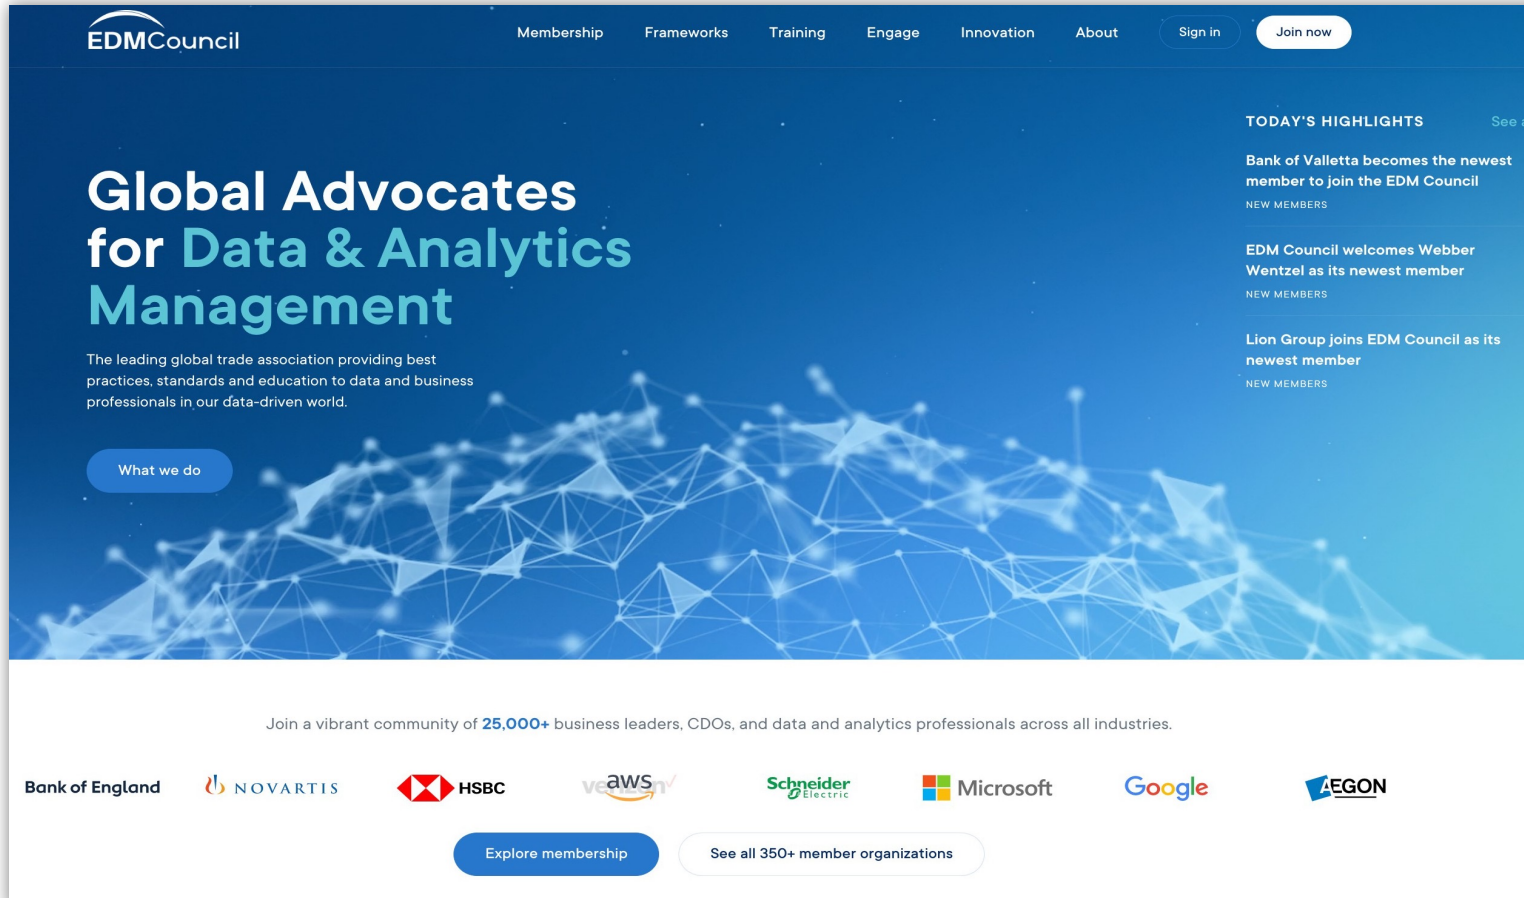 EDMCouncil
Membership
Frameworks
Training
Engage
Innovation
About
Sign in
Join now
Global Advocates
for Data & Analytics
Management
The leading global trade association providing best
practices, standards and education to data and business
professionals in our data-driven world.
What we do
TODAY'S HIGHLIGHTS
See
Bank of Valletta becomes the newest
member to join the EDM Council
NEW MEMBERS
EDM Council welcomes Webber
Wentzel as its newest member
NEW MEMBERS
Lion Group joins EDM Council as its
newest member
NEW MEMBERS
Join a vibrant community of 25,000+ business leaders, CDOs, and data and analytics professionals across all industries.
Bank of England
NOVARTIS
HSBC
aws
verizon
Schneider
Electric
Microsoft
Google
AEGON
Explore membership
See all 350+ member organizations